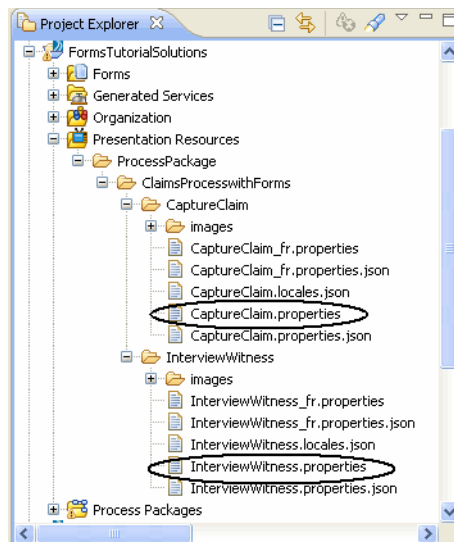 Project Explorer
FormsTutorialSolutions
Forms
Generated Services
Organization
Presentation Resources
ProcessPackage
ClaimsProcesswithForms
CaptureClaim
images
CaptureClaim_fr.properties
CaptureClaim_fr.properties.json
CaptureClaim.locales.json
CaptureClaim.properties
CaptureClaim.properties.json
InterviewWitness
images
InterviewWitness_fr.properties
InterviewWitness_fr.properties.json
InterviewWitness.locales.json
InterviewWitness.properties
InterviewWitness.properties.json
Process Packages